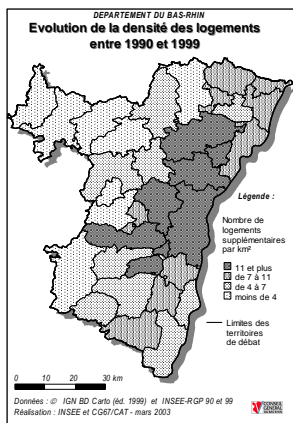 DEPARTEMENT DU BAS-RHIN
Evolution de la densité des logements
entre 1990 et 1999
Légende :
Nombre de
logements
supplémentaires
par km²
11 et plus
de 7 à 11
de 4 à 7
moins de 4
Limites des
territoires
de débat
0 10 20 30 km
Données : © IGN BD Carto (éd. 1999) et INSEE-RGP 90 et 99
Réalisation : INSEE et CG67/CAT - mars 2003
CONSEIL
GENERAL